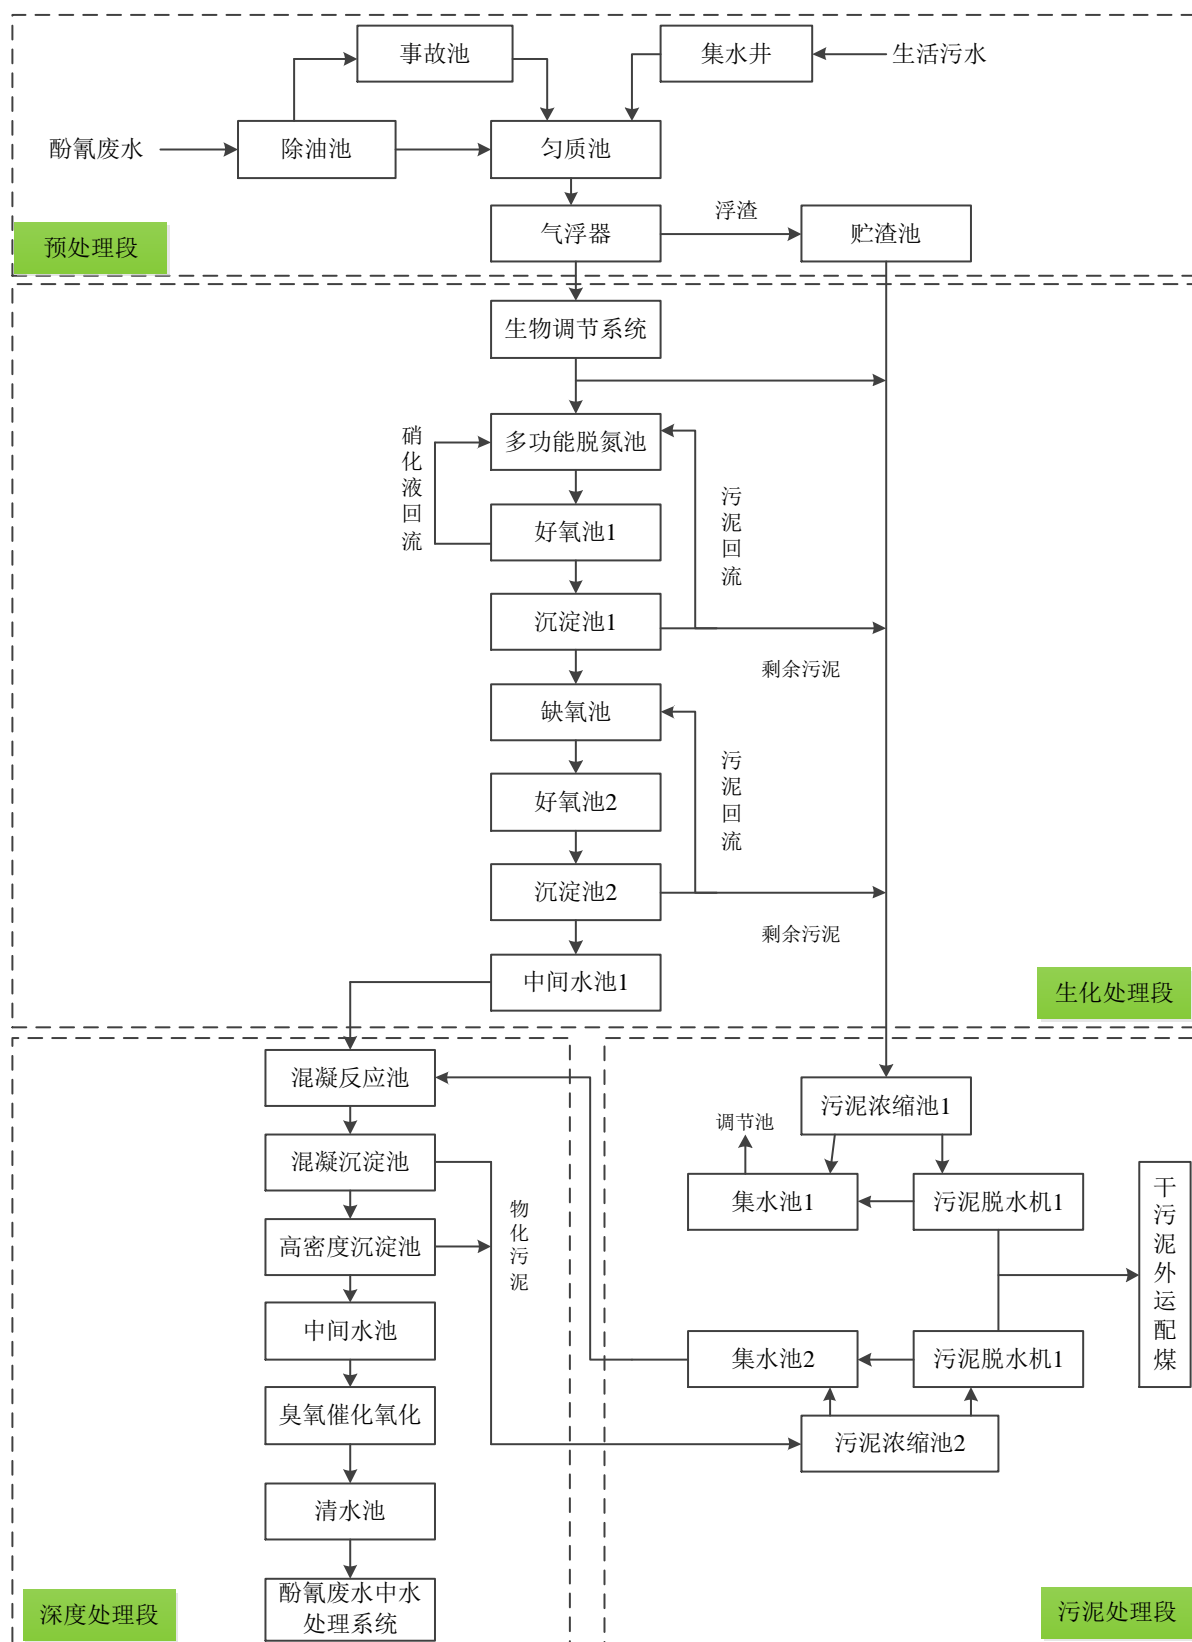 事故池
集水井
生活污水
酚氰废水
除油池
匀质池
气浮器
浮渣
贮渣池
预处理段
生物调节系统
硝化液回流
多功能脱氮池
污泥回流
好氧池1
沉淀池1
剩余污泥
缺氧池
污泥回流
好氧池2
沉淀池2
剩余污泥
中间水池1
生化处理段
混凝反应池
污泥浓缩池1
调节池
混凝沉淀池
集水池1
污泥脱水机1
干污泥外运配煤
物化污泥
高密度沉淀池
中间水池
集水池2
污泥脱水机1
臭氧催化氧化
污泥浓缩池2
清水池
酚氰废水中水
处理系统
深度处理段
污泥处理段